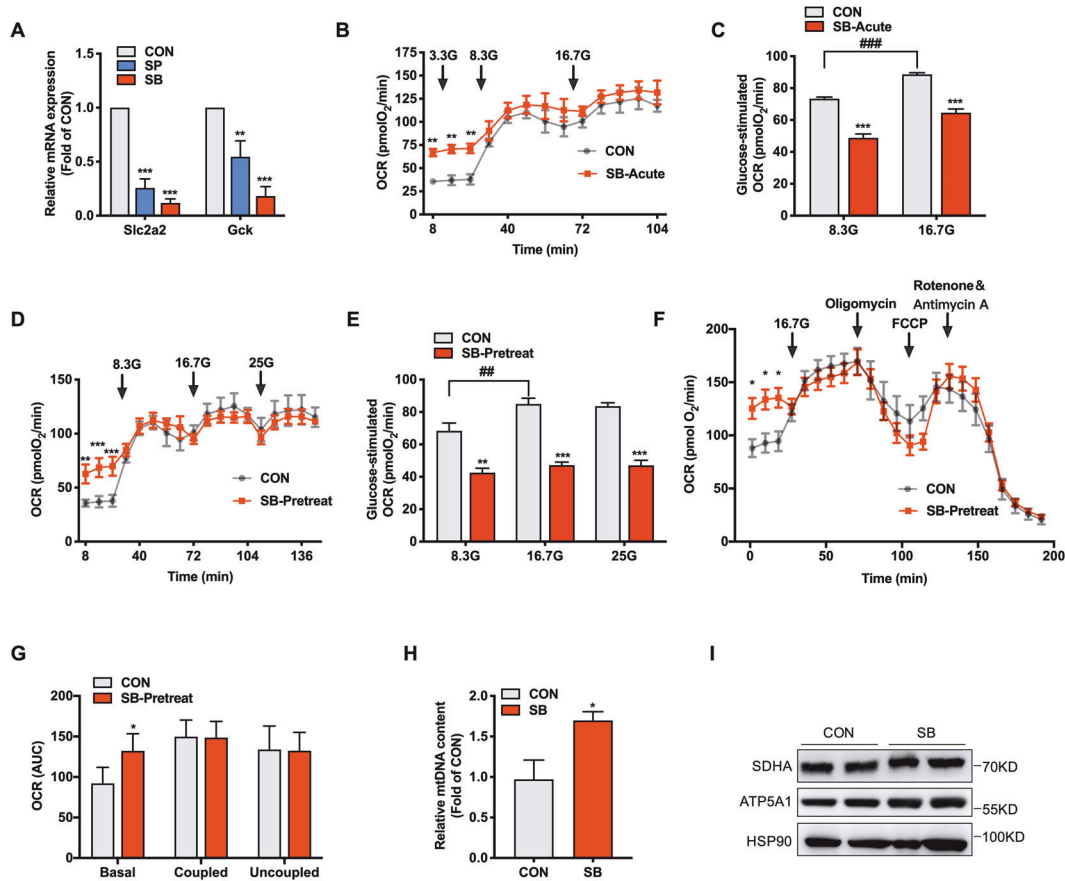 A
CON
SP
SB
Relative mRNA expression
(Fold of CON)
1.5
1.0
0.5
0.0
***
***
**
***
Slc2a2
Gck
B
3.3G
8.3G
16.7G
OCR (pmolO2/min)
175
150
125
100
75
50
25
0
** ** **
CON
SB-Acute
8
40
72
104
Time (min)
C
CON
SB-Acute
###
Glucose-stimulated
OCR (pmolO2/min)
100
80
60
40
20
0
***
***
8.3G
16.7G
D
8.3G
16.7G
25G
OCR (pmolO2/min)
150
100
50
0
**
***
***
CON
SB-Pretreat
8
40
72
104
136
Time (min)
E
CON
SB-Pretreat
##
Glucose-stimulated
OCR (pmolO2/min)
100
80
60
40
20
0
**
***
***
8.3G
16.7G
25G
F
16.7G
Oligomycin
FCCP
Rotenone&
Antimycin A
OCR (pmol O2/min)
200
150
100
50
0
* * *
CON
SB-Pretreat
0
50
100
150
200
Time (min)
G
CON
SB-Pretreat
OCR (AUC)
200
150
100
50
0
*
Basal
Coupled
Uncoupled
H
CON
SB
Relative mtDNA content
(Fold of CON)
2.0
1.5
1.0
0.5
0.0
*
CON
SB
I
CON
SB
SDHA
70KD
ATP5A1
55KD
HSP90
100KD